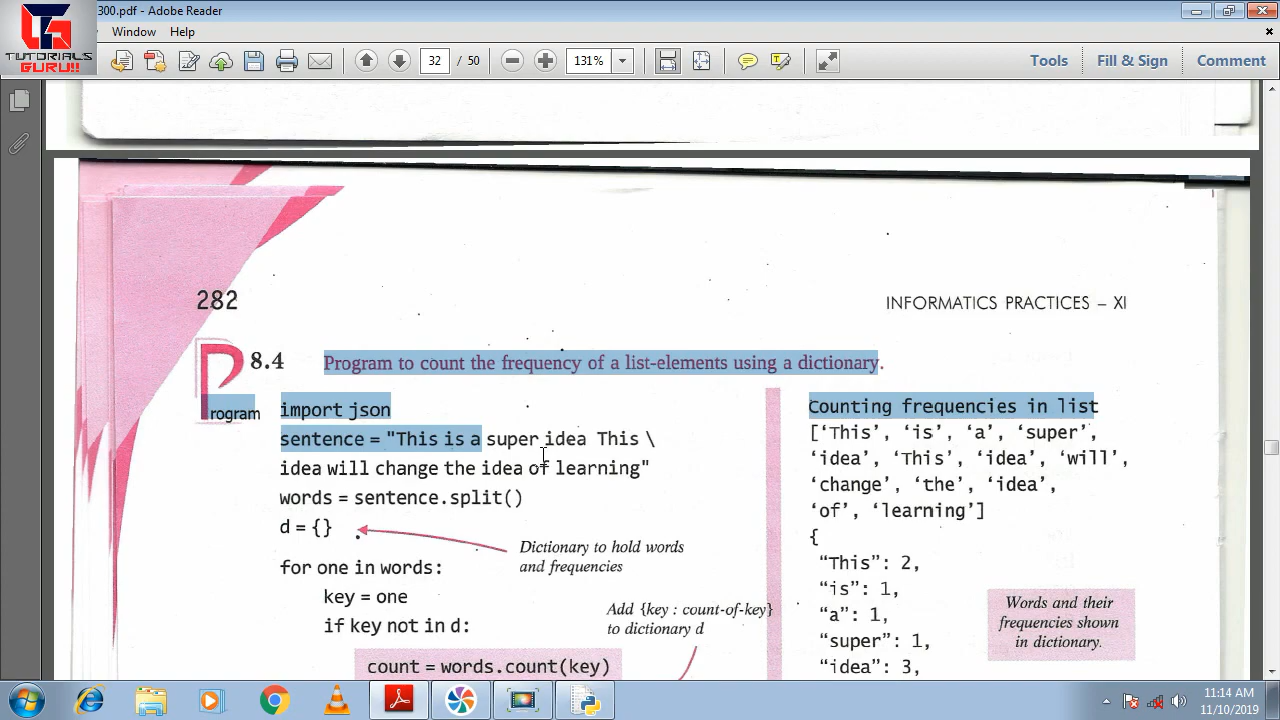 300.pdf - Adobe Reader
TUTORIALS
GURU!!
Window Help
32 / 50 131% Tools Fill & Sign Comment
282
INFORMATICS PRACTICES – XI
Program
8.4 Program to count the frequency of a list-elements using a dictionary.
import json
sentence = "This is a super idea This \
idea will change the idea of learning"
words = sentence.split()
d = {}
Dictionary to hold words
and frequencies
for one in words:
key = one
if key not in d:
Add {key : count-of-key}
to dictionary d
count = words.count(key)
Counting frequencies in list
[‘This’, ‘is’, ‘a’, ‘super’,
‘idea’, ‘This’, ‘idea’, ‘will’,
‘change’, ‘the’, ‘idea’,
‘of’, ‘learning’]
{
“This”: 2,
“is”: 1,
“a”: 1,
“super”: 1,
“idea”: 3,
Words and their
frequencies shown
in dictionary.
11:14 AM
11/10/2019